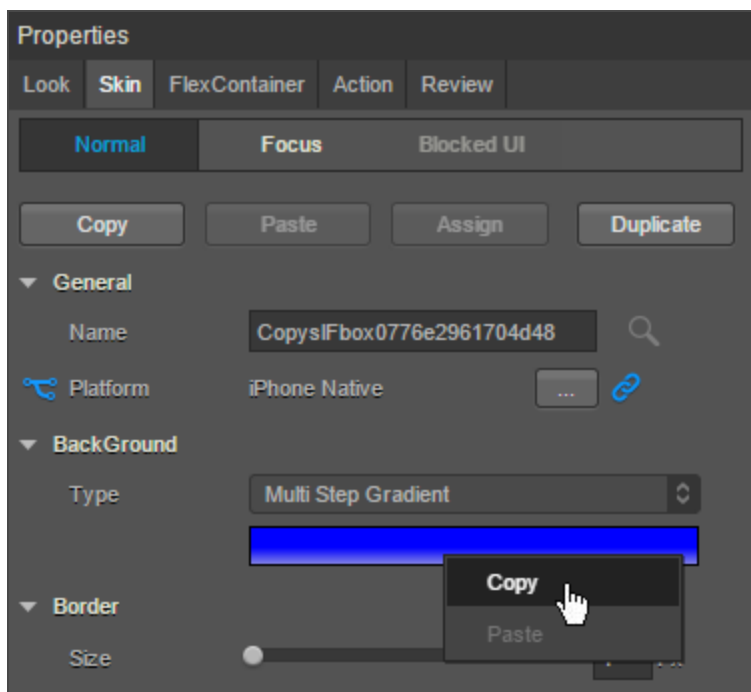 Properties
Look Skin FlexContainer Action Review
Normal Focus Blocked UI
Copy Paste Assign Duplicate
General
Name CopyslFbox0776e2961704d48
Platform iPhone Native ...
BackGround
Type Multi Step Gradient
Copy
Border
Paste
Size